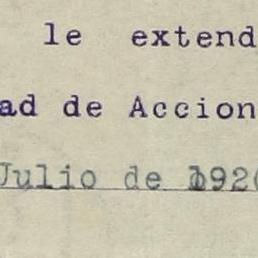 le extend
ad de Accion
Julio de 192